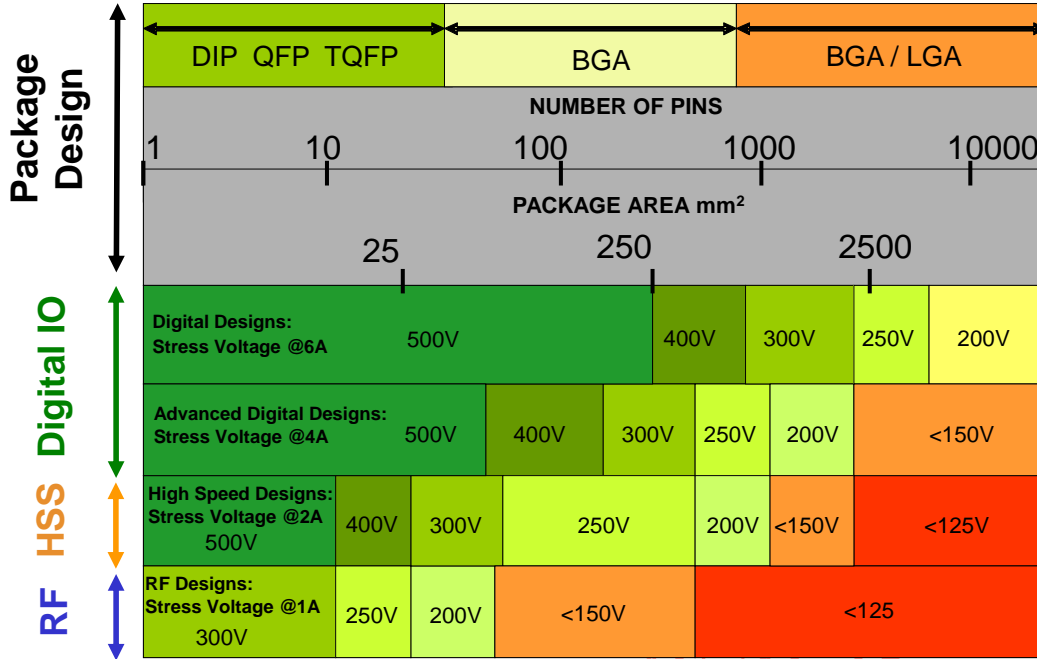 Package
Design
DIP QFP TQFP
BGA
BGA / LGA
NUMBER OF PINS
1 10 100 1000 10000
PACKAGE AREA mm²
25 250 2500
Digital IO
Digital Designs:
Stress Voltage @6A
500V 400V 300V 250V 200V
Advanced Digital Designs:
Stress Voltage @4A
500V 400V 300V 250V 200V <150V
HSS
High Speed Designs:
Stress Voltage @2A
500V 400V 300V 250V 200V <150V <125V
RF
RF Designs:
Stress Voltage @1A
300V 250V 200V <150V <125